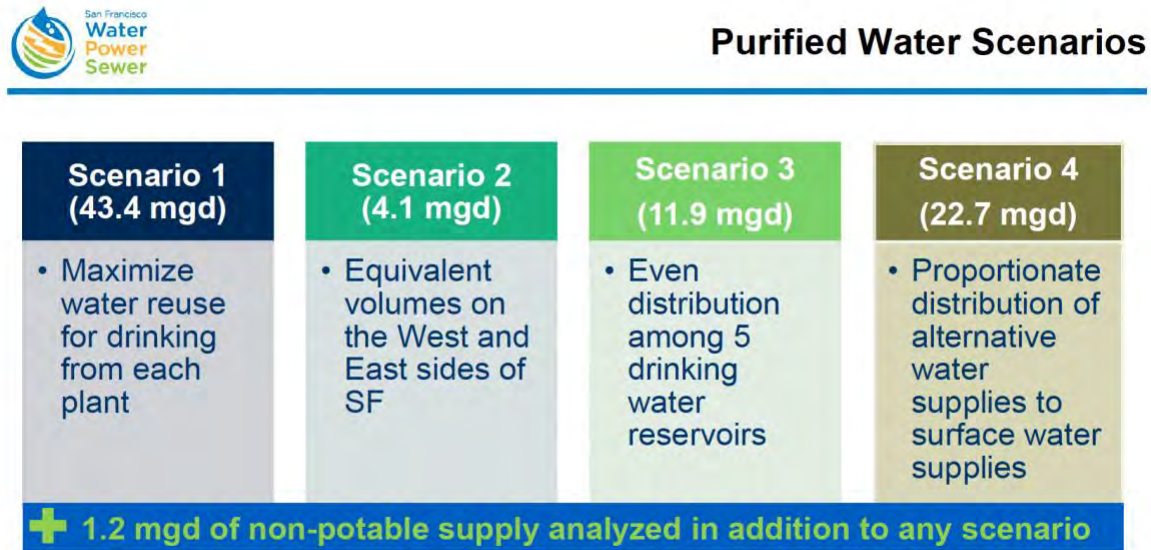 San Francisco
Water
Power
Sewer
Purified Water Scenarios
Scenario 1
(43.4 mgd)
• Maximize
water reuse
for drinking
from each
plant
Scenario 2
(4.1 mgd)
• Equivalent
volumes on
the West and
East sides of
SF
Scenario 3
(11.9 mgd)
• Even
distribution
among 5
drinking
water
reservoirs
Scenario 4
(22.7 mgd)
• Proportionate
distribution of
alternative
water
supplies to
surface water
supplies
+ 1.2 mgd of non-potable supply analyzed in addition to any scenario